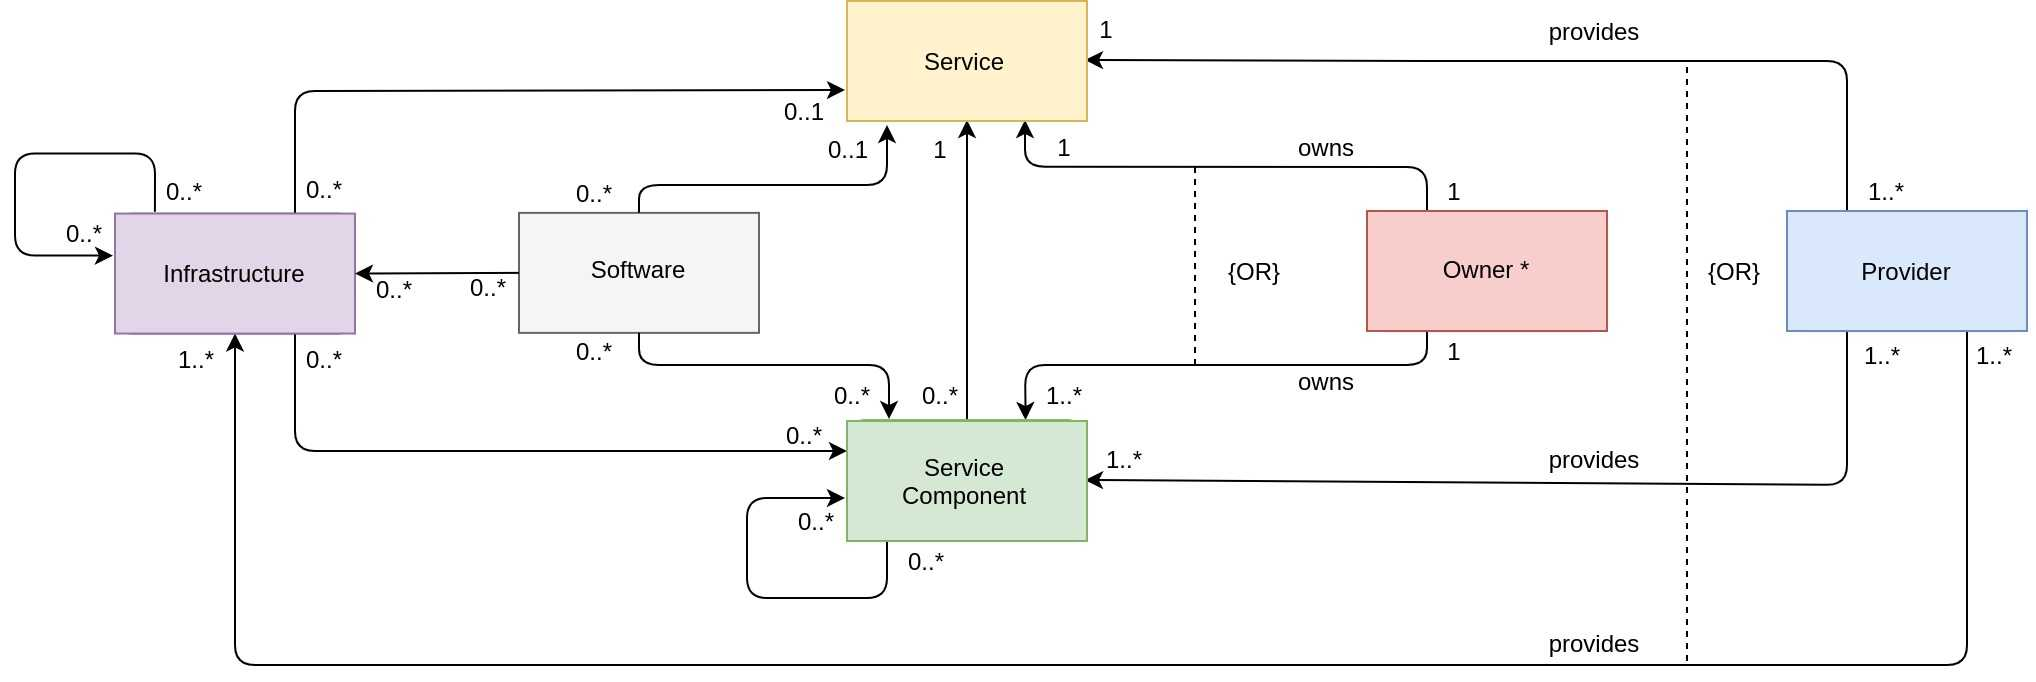 1
provides
Service
0..1
0..1
1
1
owns
0..*
0..*
0..*
1
1..*
0..*
Infrastructure
Software
{OR}
Owner *
{OR}
Provider
0..*
0..*
1..*
0..*
0..*
1
1..*
1..*
owns
0..*
0..*
1..*
0..*
1..*
provides
Service
Component
0..*
0..*
provides